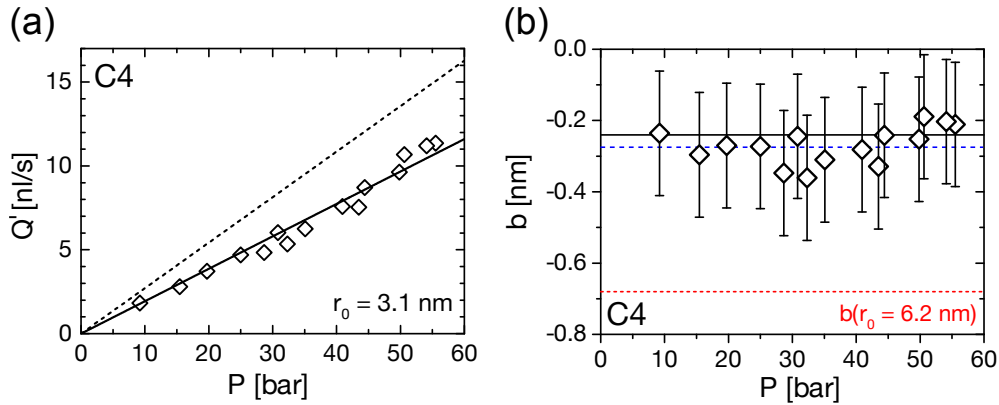 (a)
C4
Q' [nl/s]
15
10
5
0
r₀ = 3.1 nm
0 10 20 30 40 50 60
P [bar]
(b)
b [nm]
0.0
-0.2
-0.4
-0.6
-0.8
C4
b(r₀ = 6.2 nm)
0 10 20 30 40 50 60
P [bar]